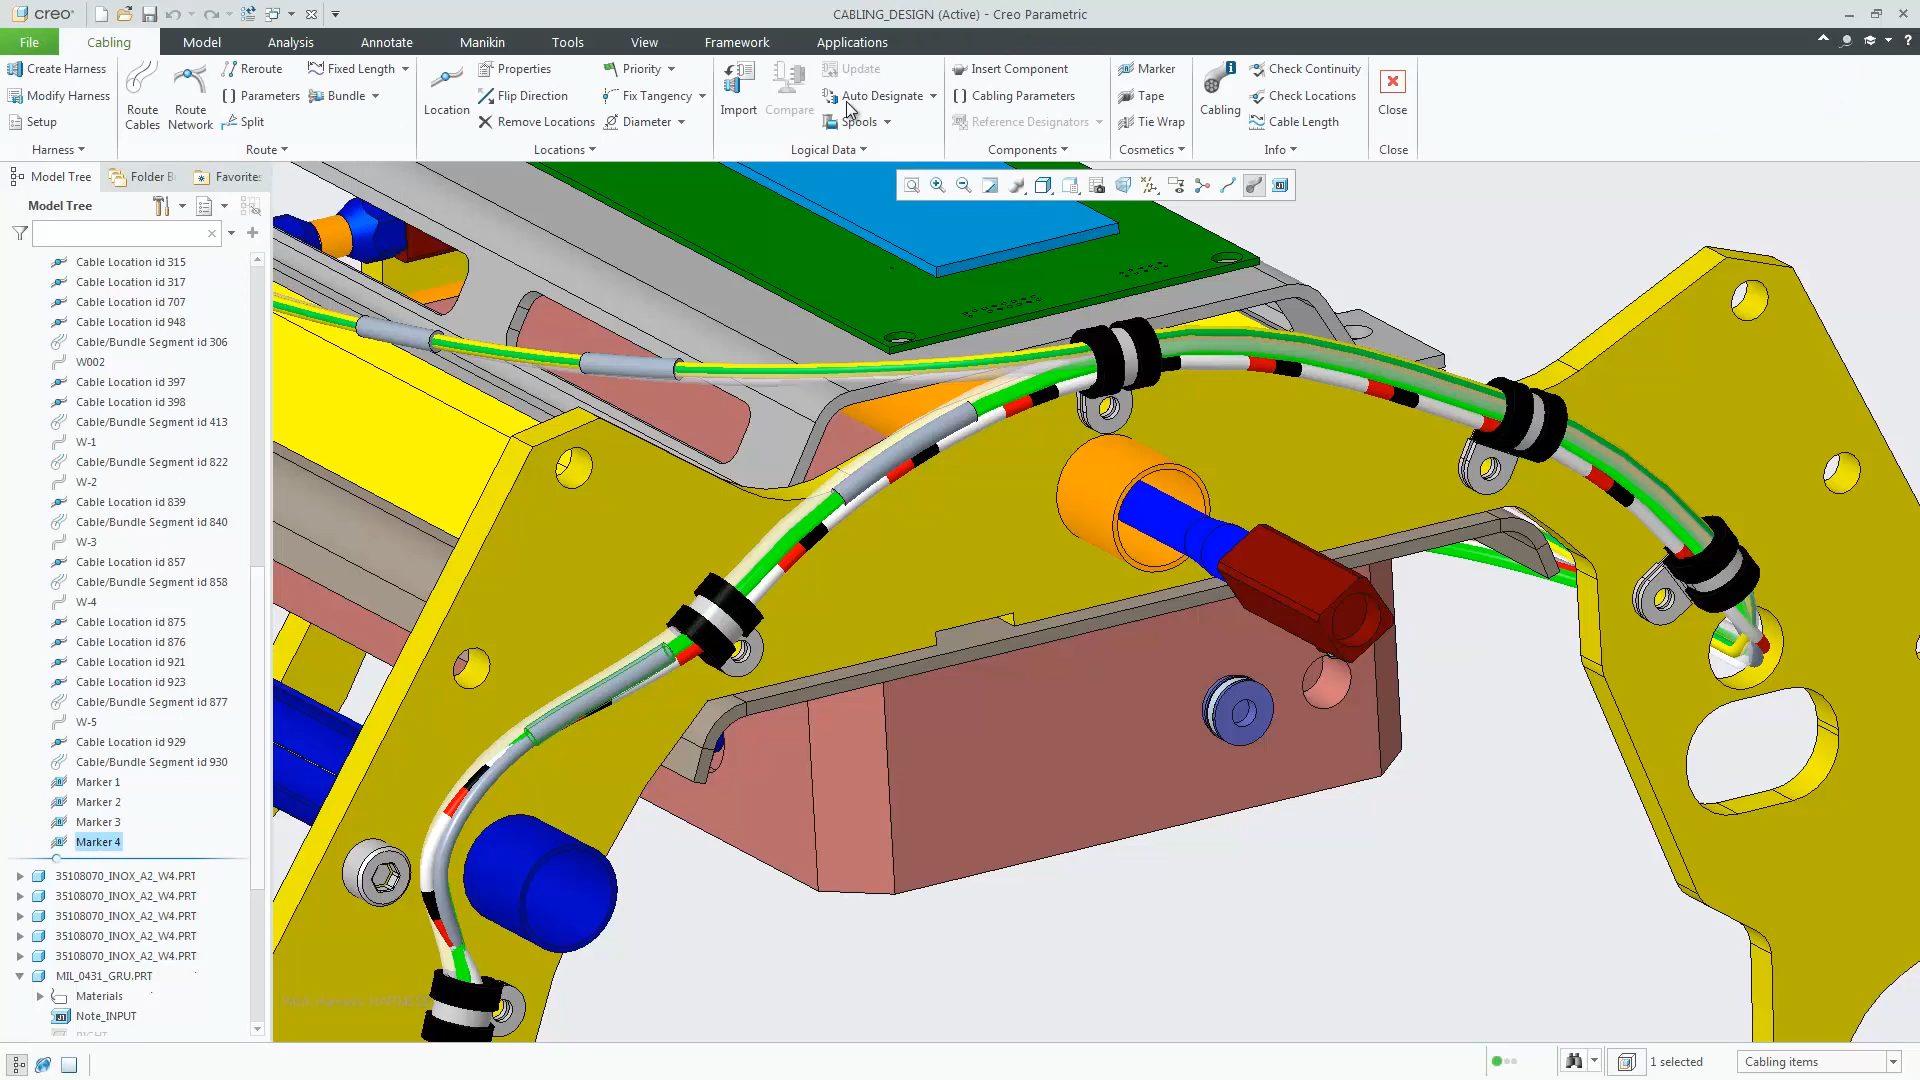 creo
CABLING_DESIGN (Active) - Creo Parametric
File
Cabling
Model
Analysis
Annotate
Manikin
Tools
View
Framework
Applications
Create Harness
Modify Harness
Setup
Harness
Route Cables
Route Network
Reroute
Parameters
Split
Fixed Length
Bundle
Route
Location
Properties
Flip Direction
Remove Locations
Priority
Fix Tangency
Diameter
Locations
Import
Compare
Update
Auto Designate
Spools
Logical Data
Insert Component
Cabling Parameters
Reference Designators
Components
Marker
Tape
Tie Wrap
Cosmetics
Cabling
Check Continuity
Check Locations
Cable Length
Info
Close
Close
Model Tree
Folder B
Favorites
Model Tree
Cable Location id 315
Cable Location id 317
Cable Location id 707
Cable Location id 948
Cable/Bundle Segment id 306
W002
Cable Location id 397
Cable Location id 398
Cable/Bundle Segment id 413
W-1
Cable/Bundle Segment id 822
W-2
Cable Location id 839
Cable/Bundle Segment id 840
W-3
Cable Location id 857
Cable/Bundle Segment id 858
W-4
Cable Location id 875
Cable Location id 876
Cable Location id 921
Cable Location id 923
Cable/Bundle Segment id 877
W-5
Cable Location id 929
Cable/Bundle Segment id 930
Marker 1
Marker 2
Marker 3
Marker 4
35108070_INOX_A2_W4.PRT
35108070_INOX_A2_W4.PRT
35108070_INOX_A2_W4.PRT
35108070_INOX_A2_W4.PRT
35108070_INOX_A2_W4.PRT
MIL_0431_GRU.PRT
Materials
Note_INPUT
RIGHT
1 selected
Cabling items